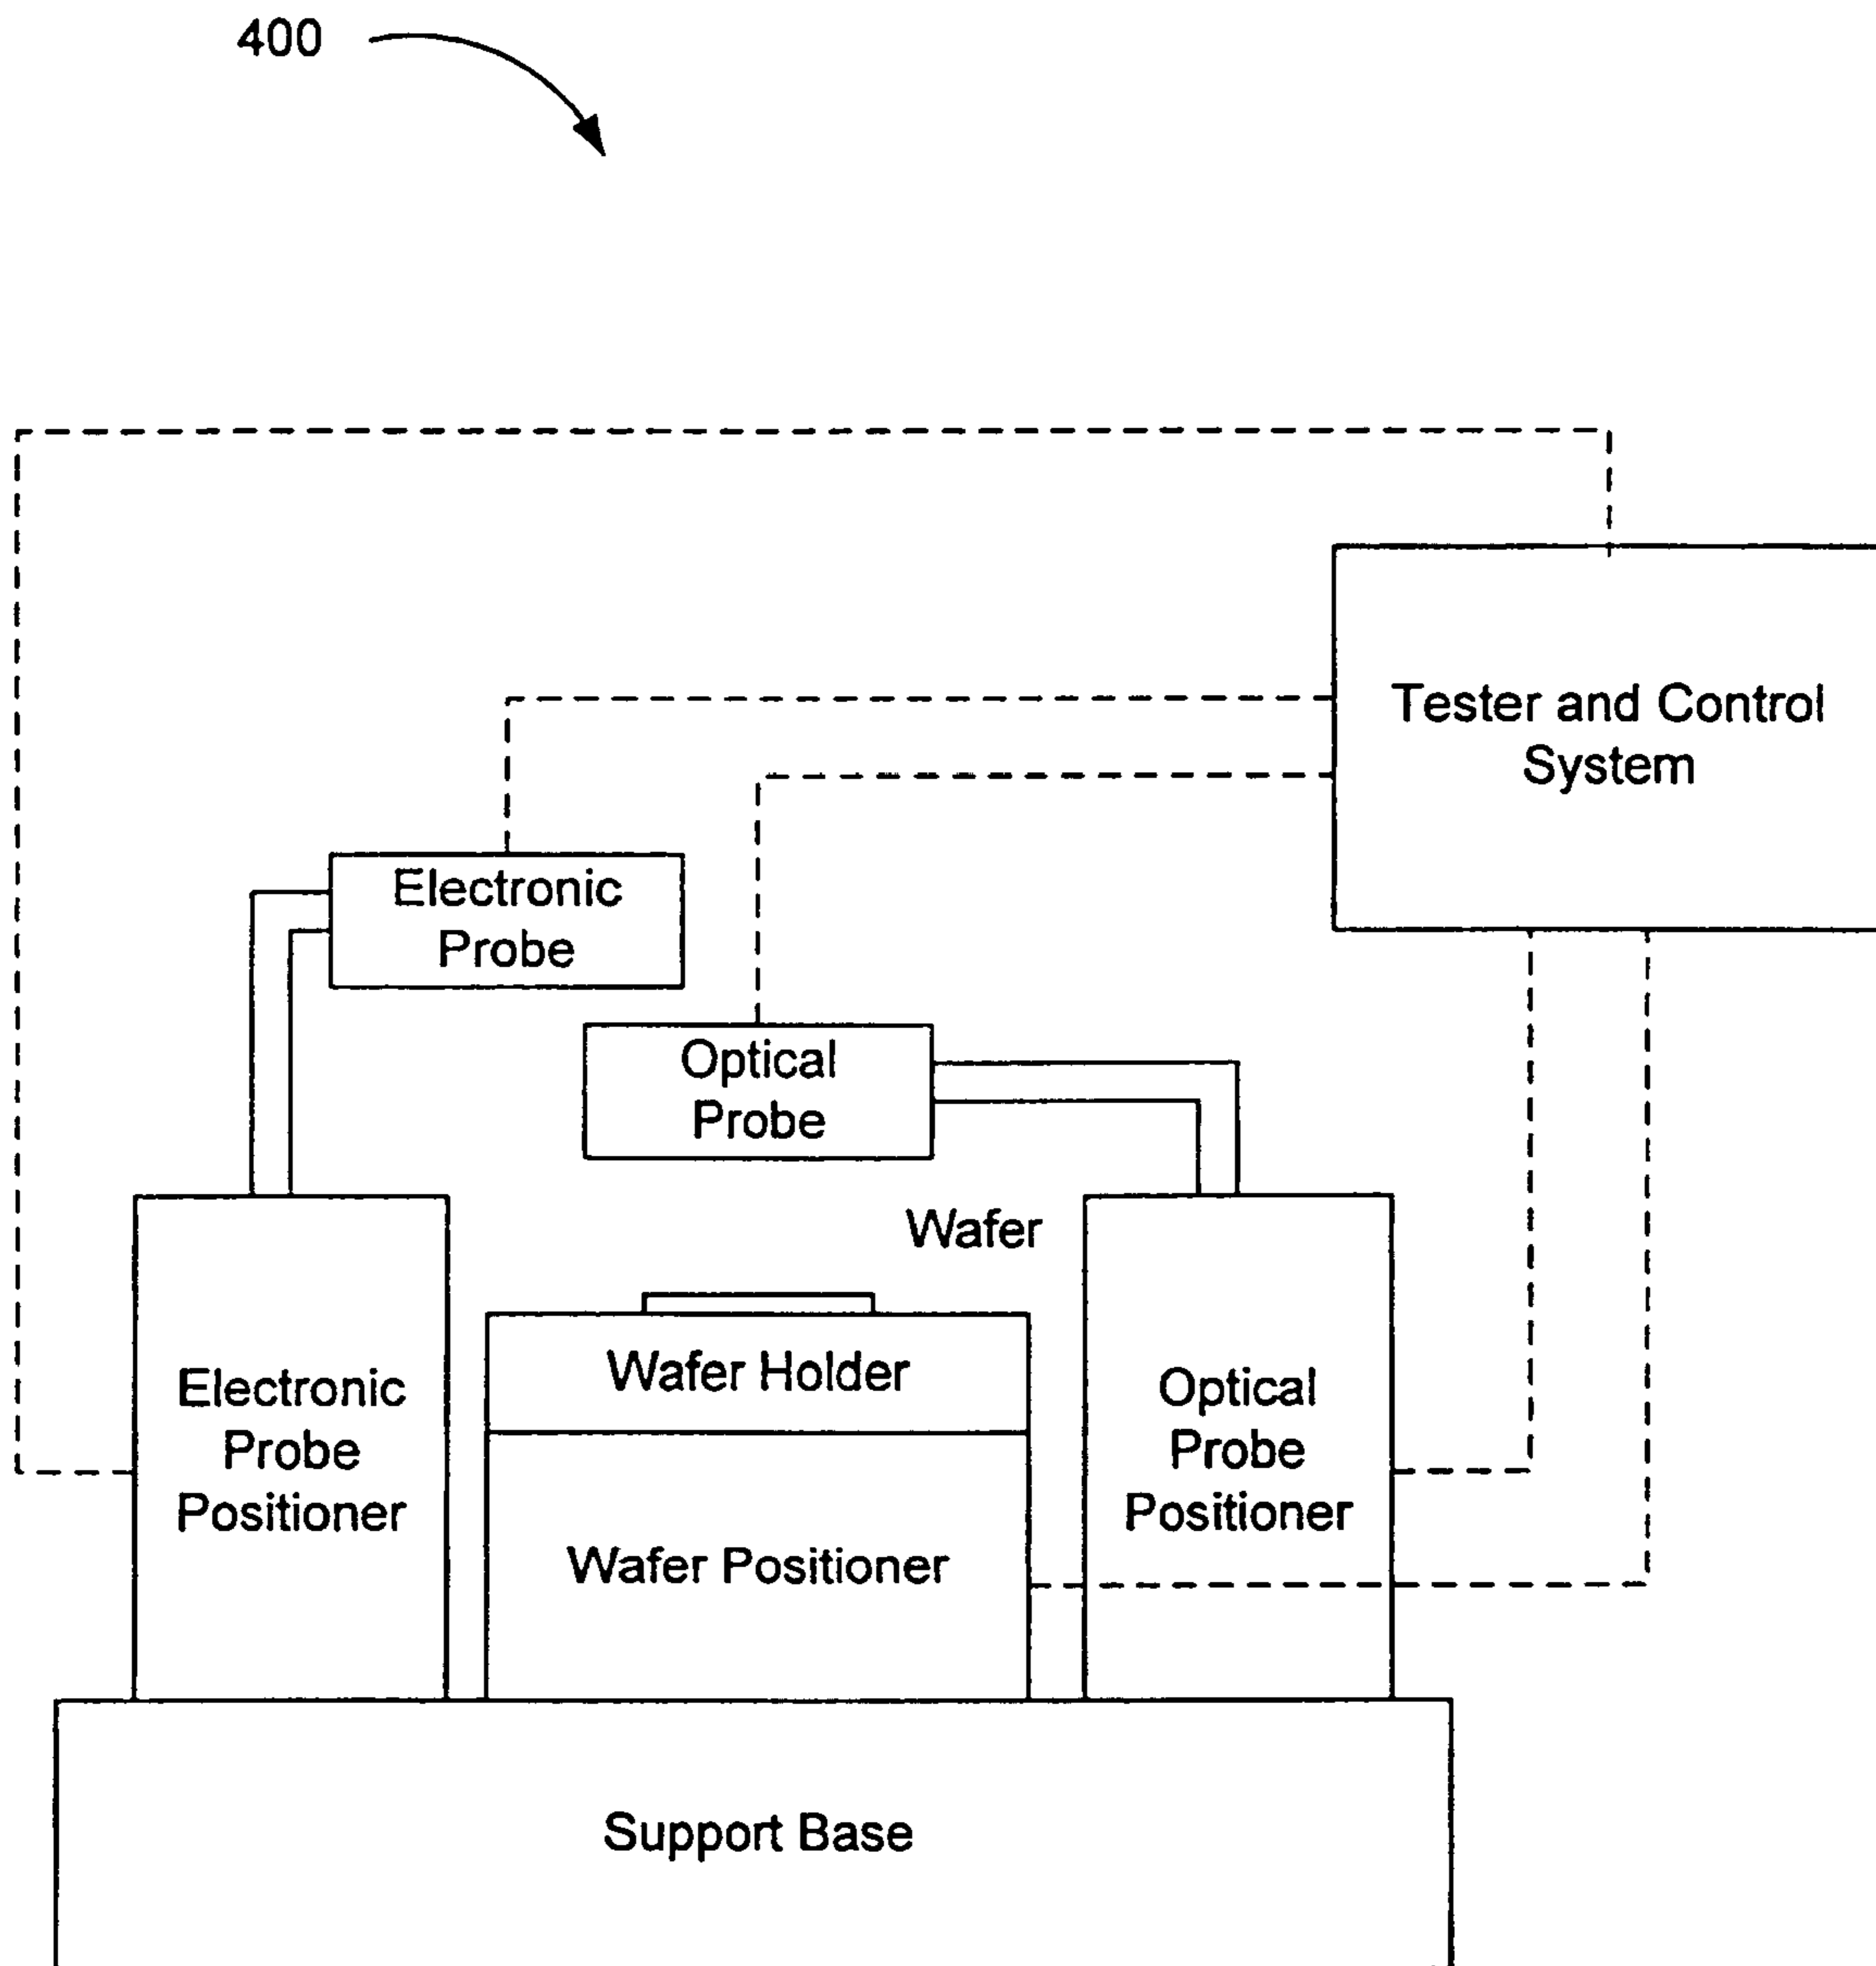 400
Tester and Control
System
Electronic
Probe
Optical
Probe
Wafer
Electronic
Probe
Positioner
Wafer Holder
Wafer Positioner
Optical
Probe
Positioner
Support Base